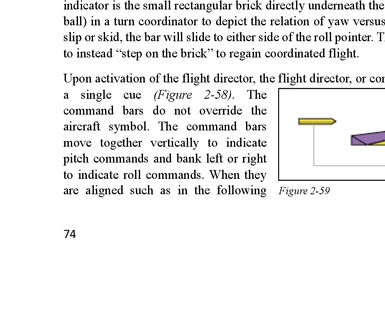 indicator is the small rectangular brick directly underneath the
ball) in a turn coordinator to depict the relation of yaw versus
slip or skid, the bar will slide to either side of the roll pointer. T
to instead “step on the brick” to regain coordinated flight.
Upon activation of the flight director, the flight director, or con
a single cue (Figure 2-58). The
command bars do not override the
aircraft symbol. The command bars
move together vertically to indicate
pitch commands and bank left or right
to indicate roll commands. When they
are aligned such as in the following
Figure 2-59
74